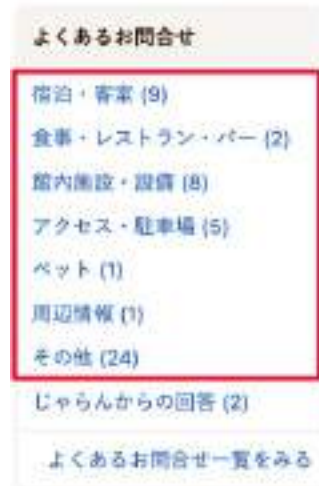 よくあるお問合せ
宿泊・客室 (9)
食事・レストラン・バー (2)
館内施設・設備 (8)
アクセス・駐車場 (5)
ペット (1)
周辺情報 (1)
その他 (24)
じゃらんからの回答 (2)
よくあるお問合せ一覧をみる